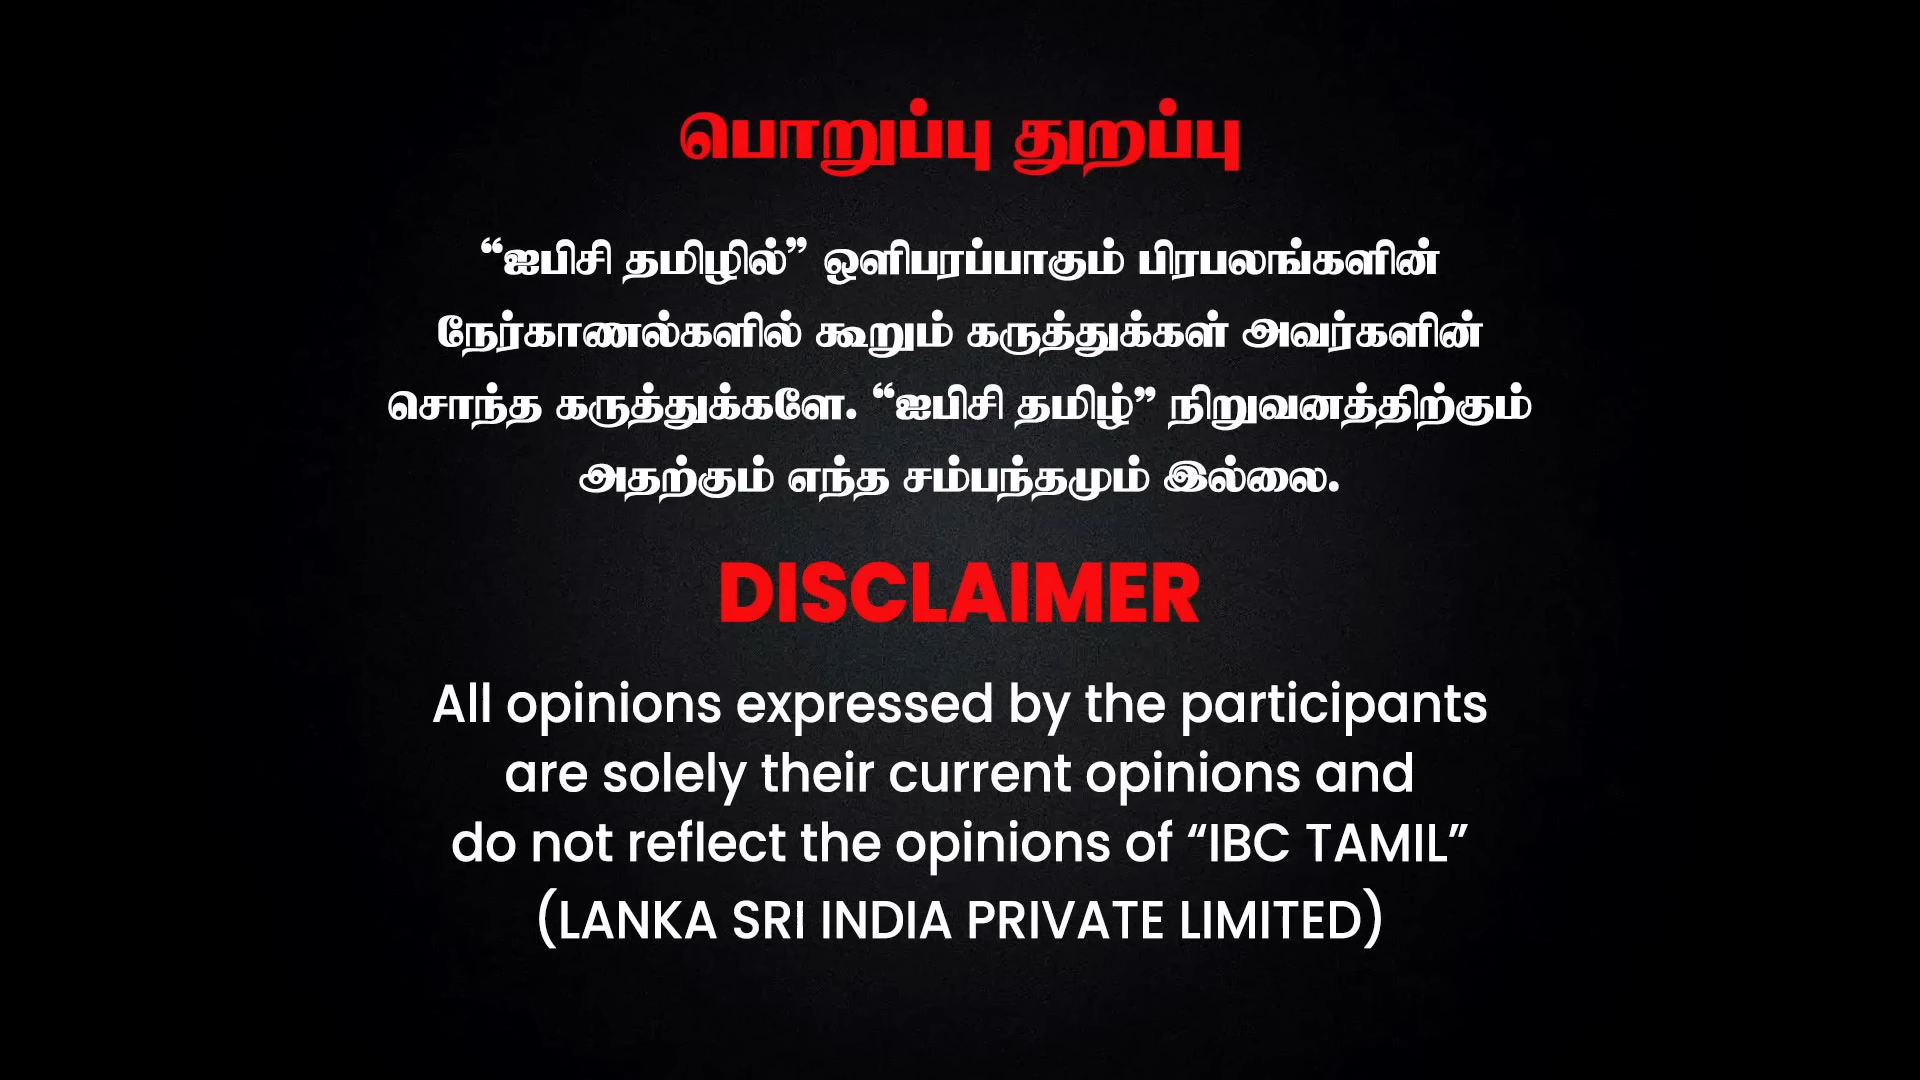 பொறுப்பு துறப்பு
“ஐபிசி தமிழில்” ஒளிபரப்பாகும் பிரபலங்களின்
நேர்காணல்களில் கூறும் கருத்துக்கள் அவர்களின்
சொந்த கருத்துக்களே. “ஐபிசி தமிழ்” நிறுவனத்திற்கும்
அதற்கும் எந்த சம்பந்தமும் இல்லை.
DISCLAIMER
All opinions expressed by the participants
are solely their current opinions and
do not reflect the opinions of “IBC TAMIL”
(LANKA SRI INDIA PRIVATE LIMITED)